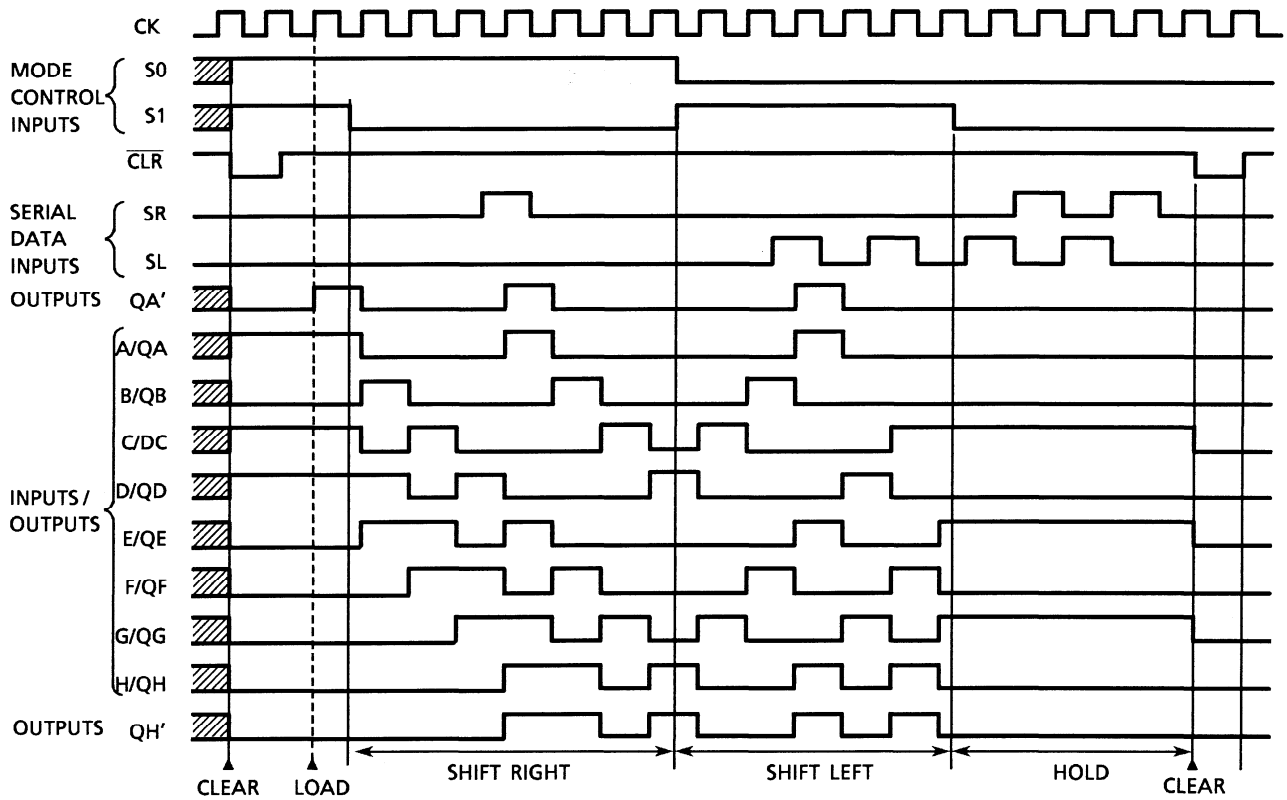 CK
MODE
CONTROL
INPUTS
S0
S1
CLR
SERIAL
DATA
INPUTS
SR
SL
OUTPUTS QA′
INPUTS /
OUTPUTS
A/QA
B/QB
C/DC
D/QD
E/QE
F/QF
G/QG
H/QH
OUTPUTS QH′
SHIFT RIGHT
SHIFT LEFT
HOLD
CLEAR
LOAD
CLEAR